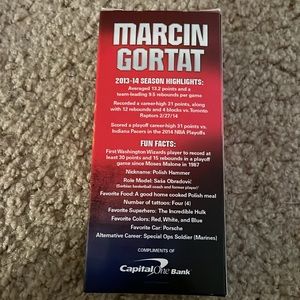 MARCIN
GORTAT
2013-14 SEASON HIGHLIGHTS:
Averaged 13.2 points and a
team-leading 9.5 rebounds per game
Recorded a career-high 31 points, along
with 12 rebounds and 4 blocks vs. Toronto
Raptors 2/27/14
Scored a playoff career-high 31 points vs.
Indiana Pacers in the 2014 NBA Playoffs
FUN FACTS:
First Washington Wizards player to record at
least 30 points and 15 rebounds in a playoff
game since Moses Malone in 1987
Nickname: Polish Hammer
Role Model: Saša Obradović
(Serbian basketball coach and former player)
Favorite Food: A good home cooked Polish meal
Number of tattoos: Four (4)
Favorite Superhero: The Incredible Hulk
Favorite Colors: Red, White, and Blue
Favorite Car: Porsche
Alternative Career: Special Ops Soldier (Marines)
COMPLIMENTS OF
Capital One Bank